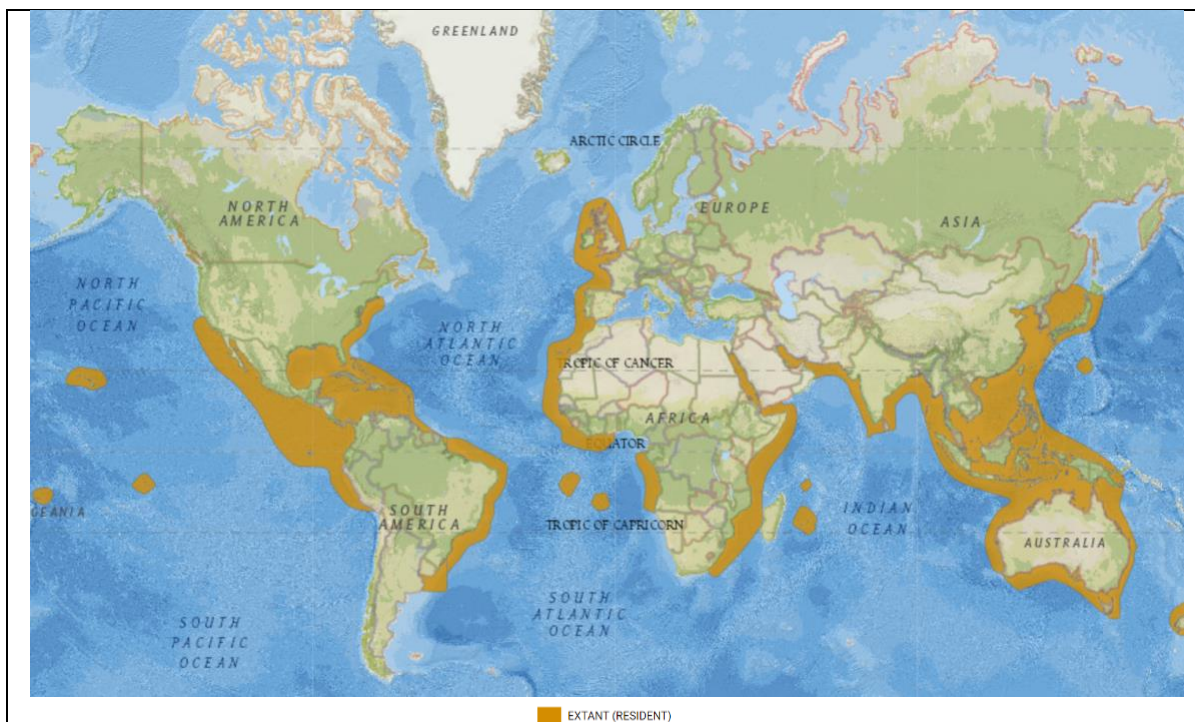 GREENLAND
ARCTIC CIRCLE
NORTH
AMERICA
EUROPE
ASIA
NORTH
PACIFIC
OCEAN
NORTH
ATLANTIC
OCEAN
TROPIC OF CANCER
AFRICA
EQUATOR
SOUTH
AMERICA
TROPIC OF CAPRICORN
INDIAN
OCEAN
AUSTRALIA
SOUTH
ATLANTIC
OCEAN
SOUTH
PACIFIC
OCEAN
EXTANT (RESIDENT)